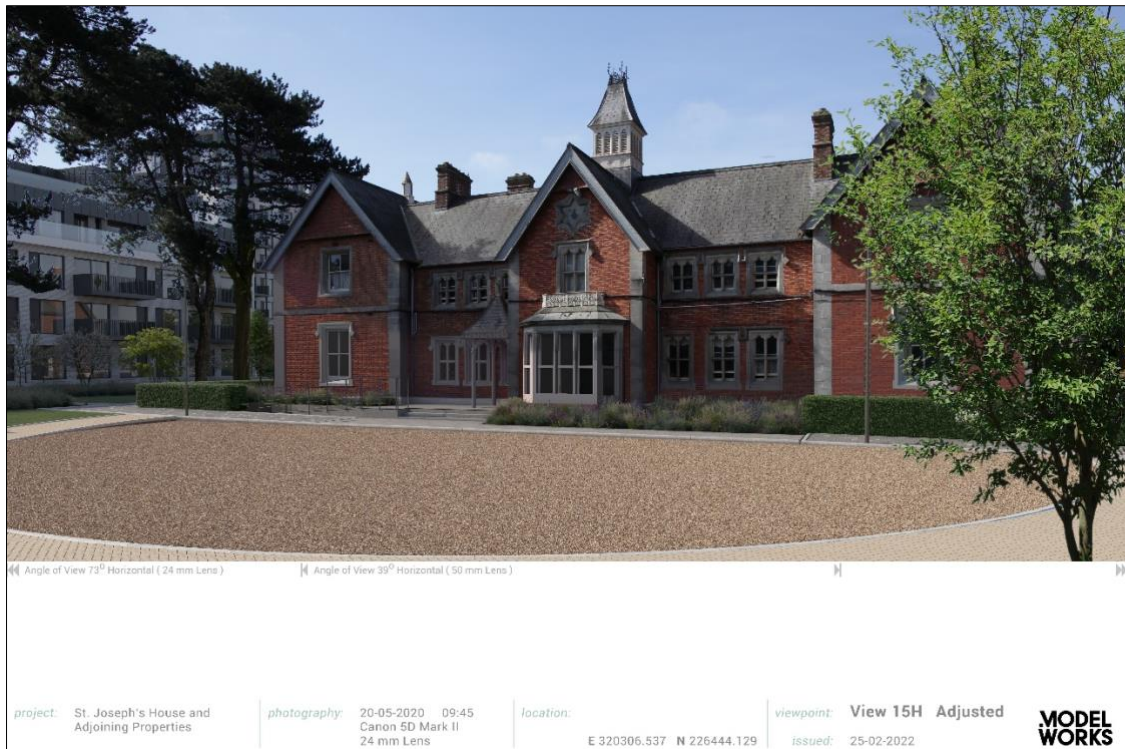 Angle of View 73⁰ Horizontal ( 24 mm Lens )
Angle of View 39⁰ Horizontal ( 50 mm Lens )
project: St. Joseph's House and
Adjoining Properties
photography: 20-05-2020 09:45
Canon 5D Mark II
24 mm Lens
location:
E 320306.537 N 226444.129
viewpoint: View 15H Adjusted
issued: 25-02-2022
MODEL
WORKS